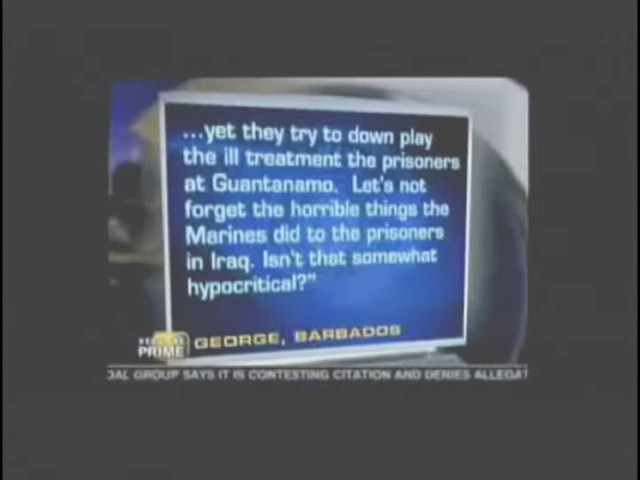 ...yet they try to down play
the ill treatment the prisoners
at Guantanamo. Let's not
forget the horrible things the
Marines did to the prisoners
in Iraq. Isn't that somewhat
hypocritical?"
GEORGE, BARBADOS
PRIME
GROUP SAYS IT IS CONTESTING CITATION AND DENIES